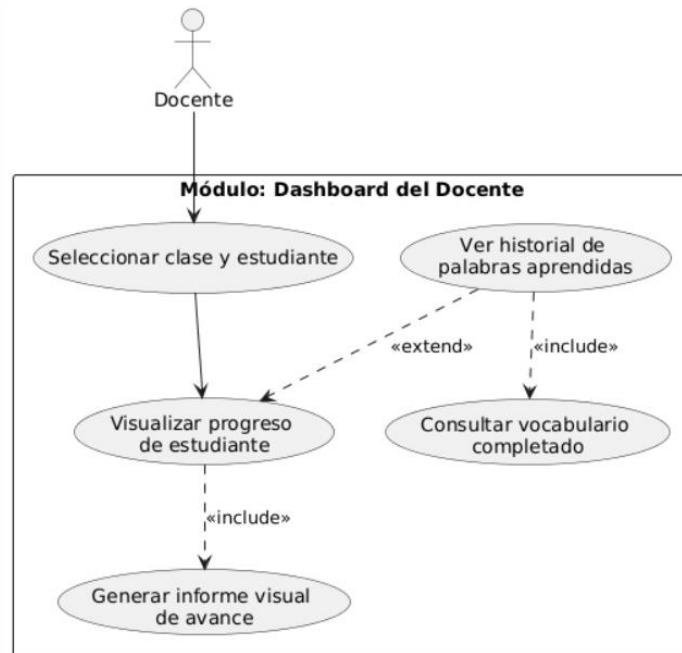 Docente
Módulo: Dashboard del Docente
Seleccionar clase y estudiante
Ver historial de
palabras aprendidas
«extend»
«include»
Visualizar progreso
de estudiante
Consultar vocabulario
completado
«include»
Generar informe visual
de avance